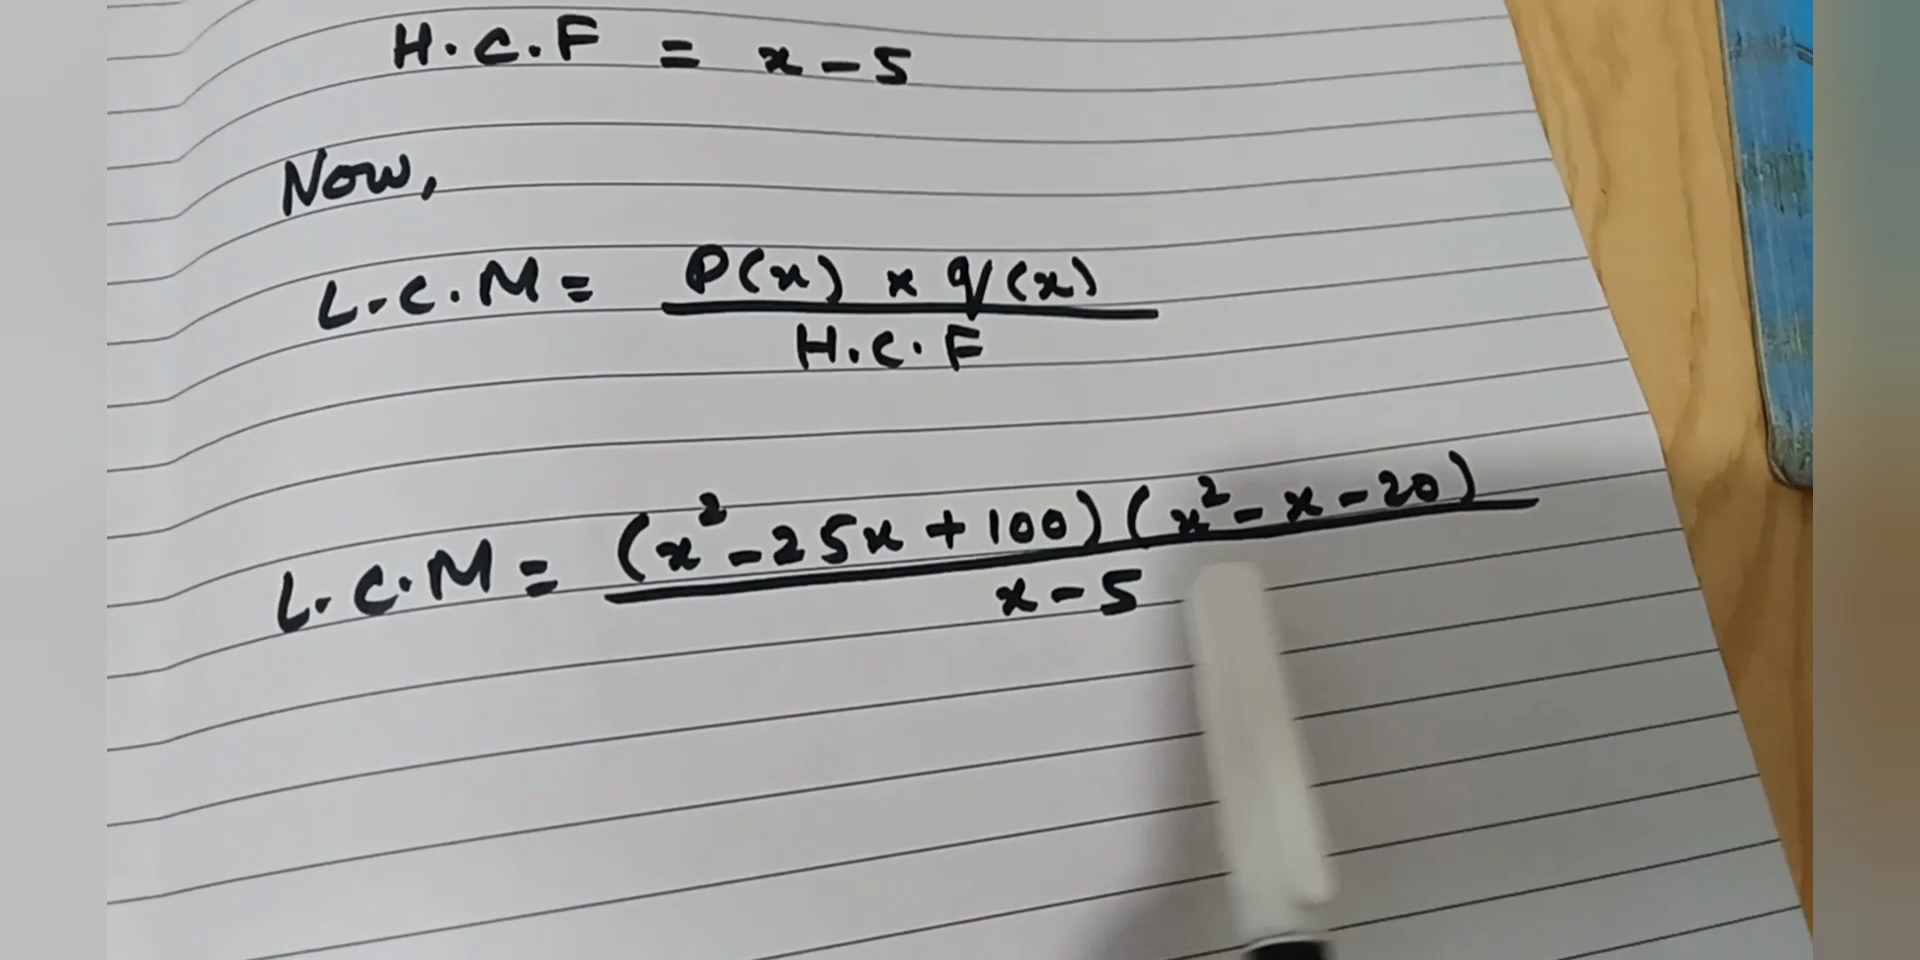 H.C.F = x - 5
Now,
L.C.M = P(x) × q(x)
H.C.F
L.C.M = (x² - 25x + 100) (x² - x - 20)
x - 5